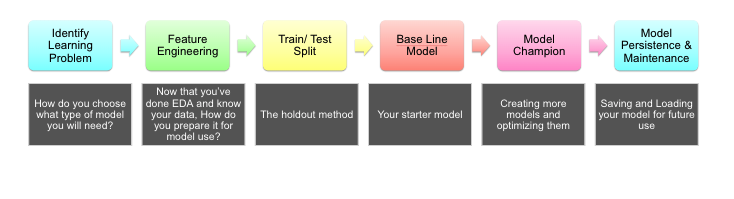 Identify
Learning
Problem
Feature
Engineering
Train/ Test
Split
Base Line
Model
Model
Champion
Model
Persistence &
Maintenance
How do you choose
what type of model
you will need?
Now that you've
done EDA and know
your data, How do
you prepare it for
model use?
The holdout method
Your starter model
Creating more
models and
optimizing them
Saving and Loading
your model for future
use